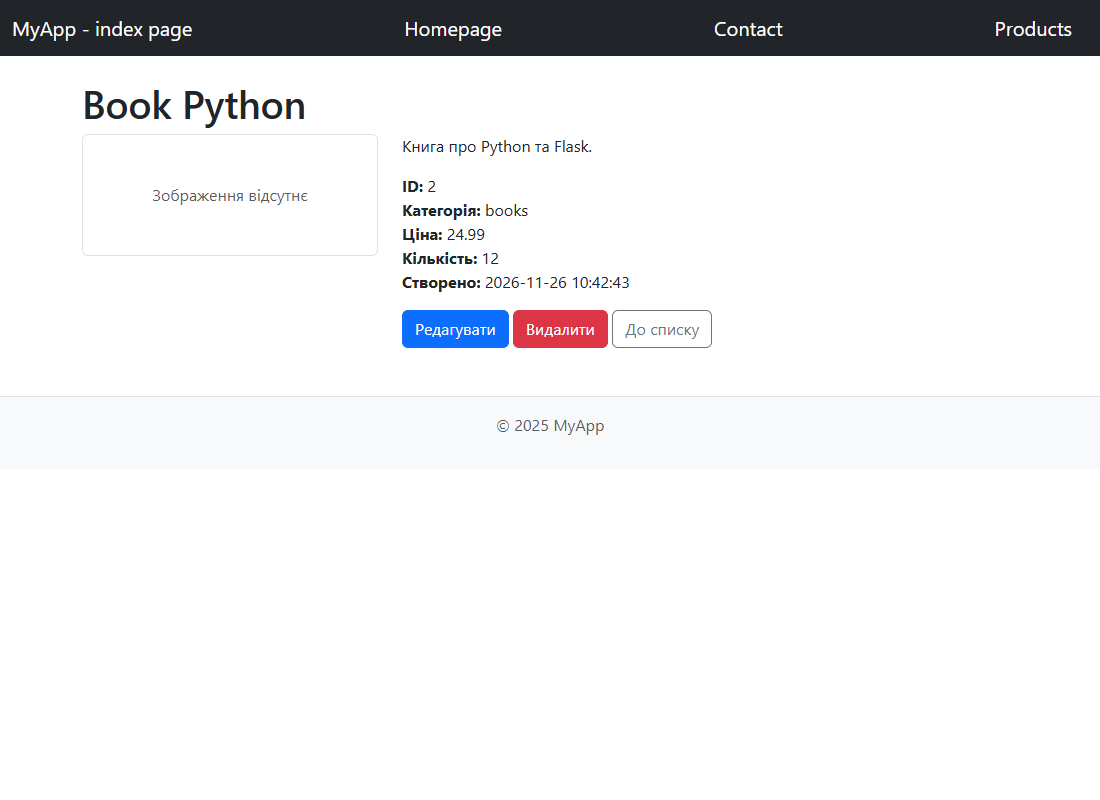 MyApp - index page Homepage Contact Products
Book Python
Зображення відсутнє
Книга про Python та Flask.
ID: 2
Категорія: books
Ціна: 24.99
Кількість: 12
Створено: 2026-11-26 10:42:43
Редагувати Видалити До списку
© 2025 MyApp